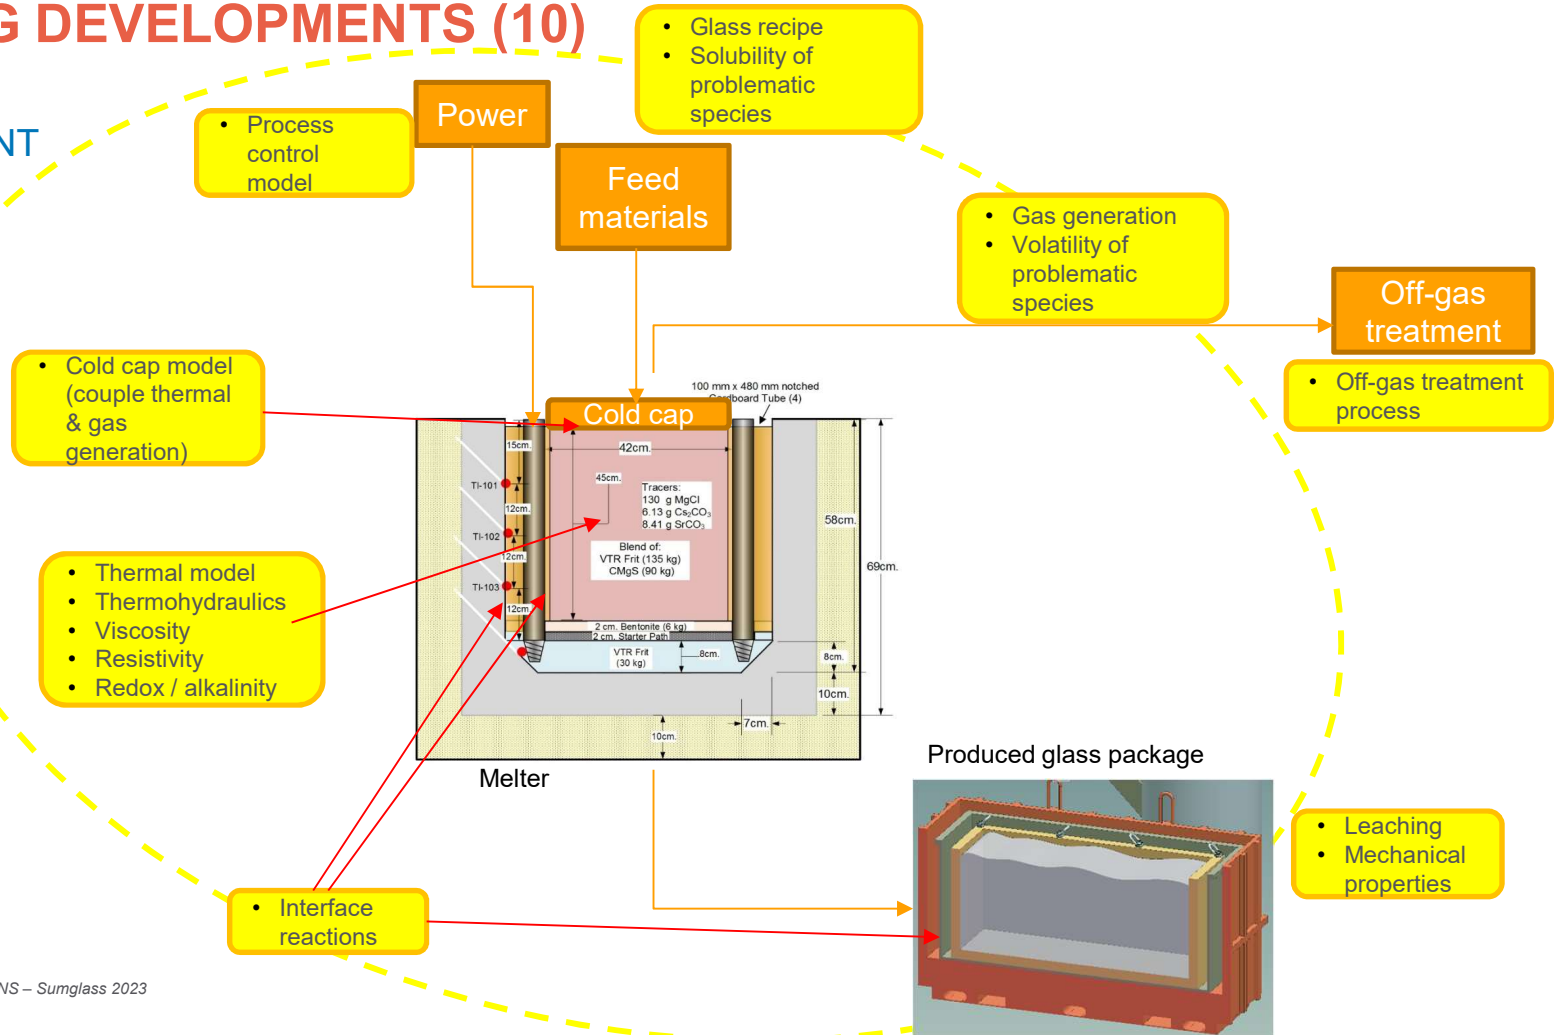 G DEVELOPMENTS (10)
NT
• Process
control
model
Power
• Glass recipe
• Solubility of
problematic
species
Feed
materials
• Gas generation
• Volatility of
problematic
species
Off-gas
treatment
• Off-gas treatment
process
• Cold cap model
(couple thermal
& gas
generation)
100 mm x 480 mm notched
Cardboard Tube (4)
Cold cap
15cm.
42cm.
45cm.
TI-101
12cm.
Tracers:
130 g MgCl
6.13 g Cs₂CO₃
8.41 g SrCO₃
58cm.
TI-102
12cm.
Blend of:
VTR Frit (135 kg)
CMgS (90 kg)
69cm.
TI-103
12cm.
2 cm. Bentonite (6 kg)
2 cm. Starter Path
VTR Frit
(30 kg)
8cm.
8cm.
10cm.
7cm.
10cm.
• Thermal model
• Thermohydraulics
• Viscosity
• Resistivity
• Redox / alkalinity
Melter
Produced glass package
• Leaching
• Mechanical
properties
• Interface
reactions
NS – Sumglass 2023